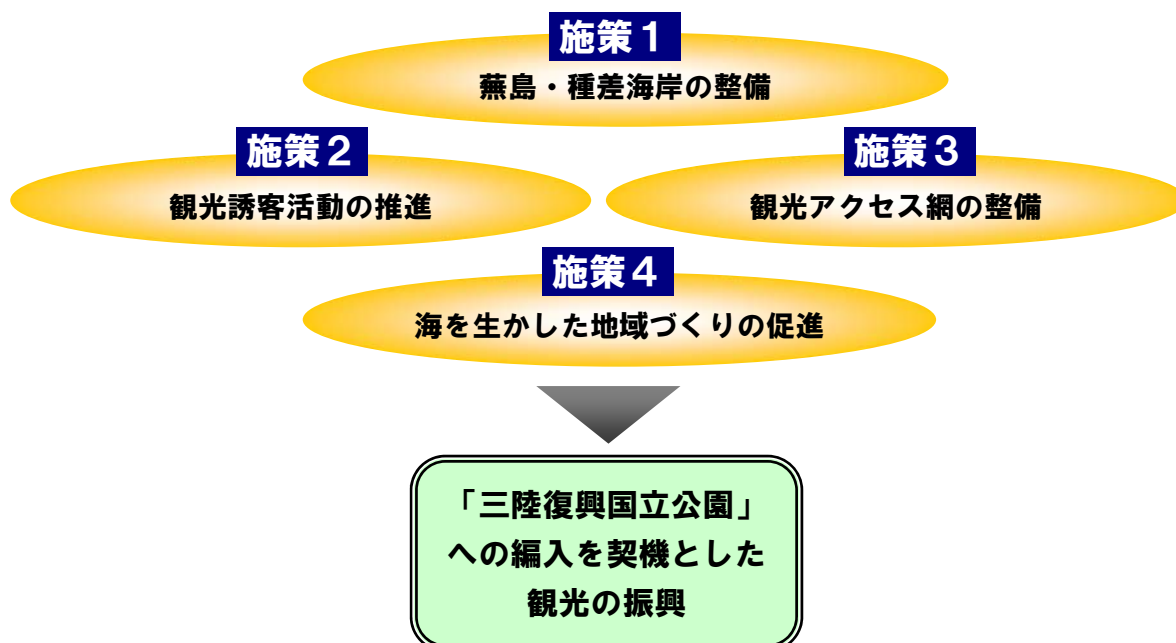 施策１
蕪島・種差海岸の整備
施策２
観光誘客活動の推進
施策３
観光アクセス網の整備
施策４
海を生かした地域づくりの促進
「三陸復興国立公園」
への編入を契機とした
観光の振興